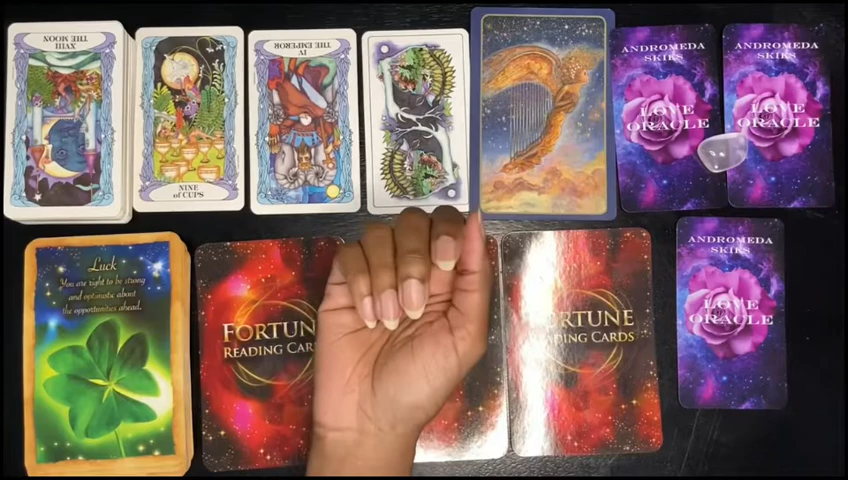 XVIII
THE MOON
NINE
of CUPS
IV
THE EMPEROR
ANDROMEDA
SKIES
LOVE
ORACLE
ANDROMEDA
SKIES
LOVE
ORACLE
Luck
You are right to be strong
and optimistic about
the opportunities ahead.
FORTUNE
READING CARDS
FORTUNE
READING CARDS
ANDROMEDA
SKIES
LOVE
ORACLE